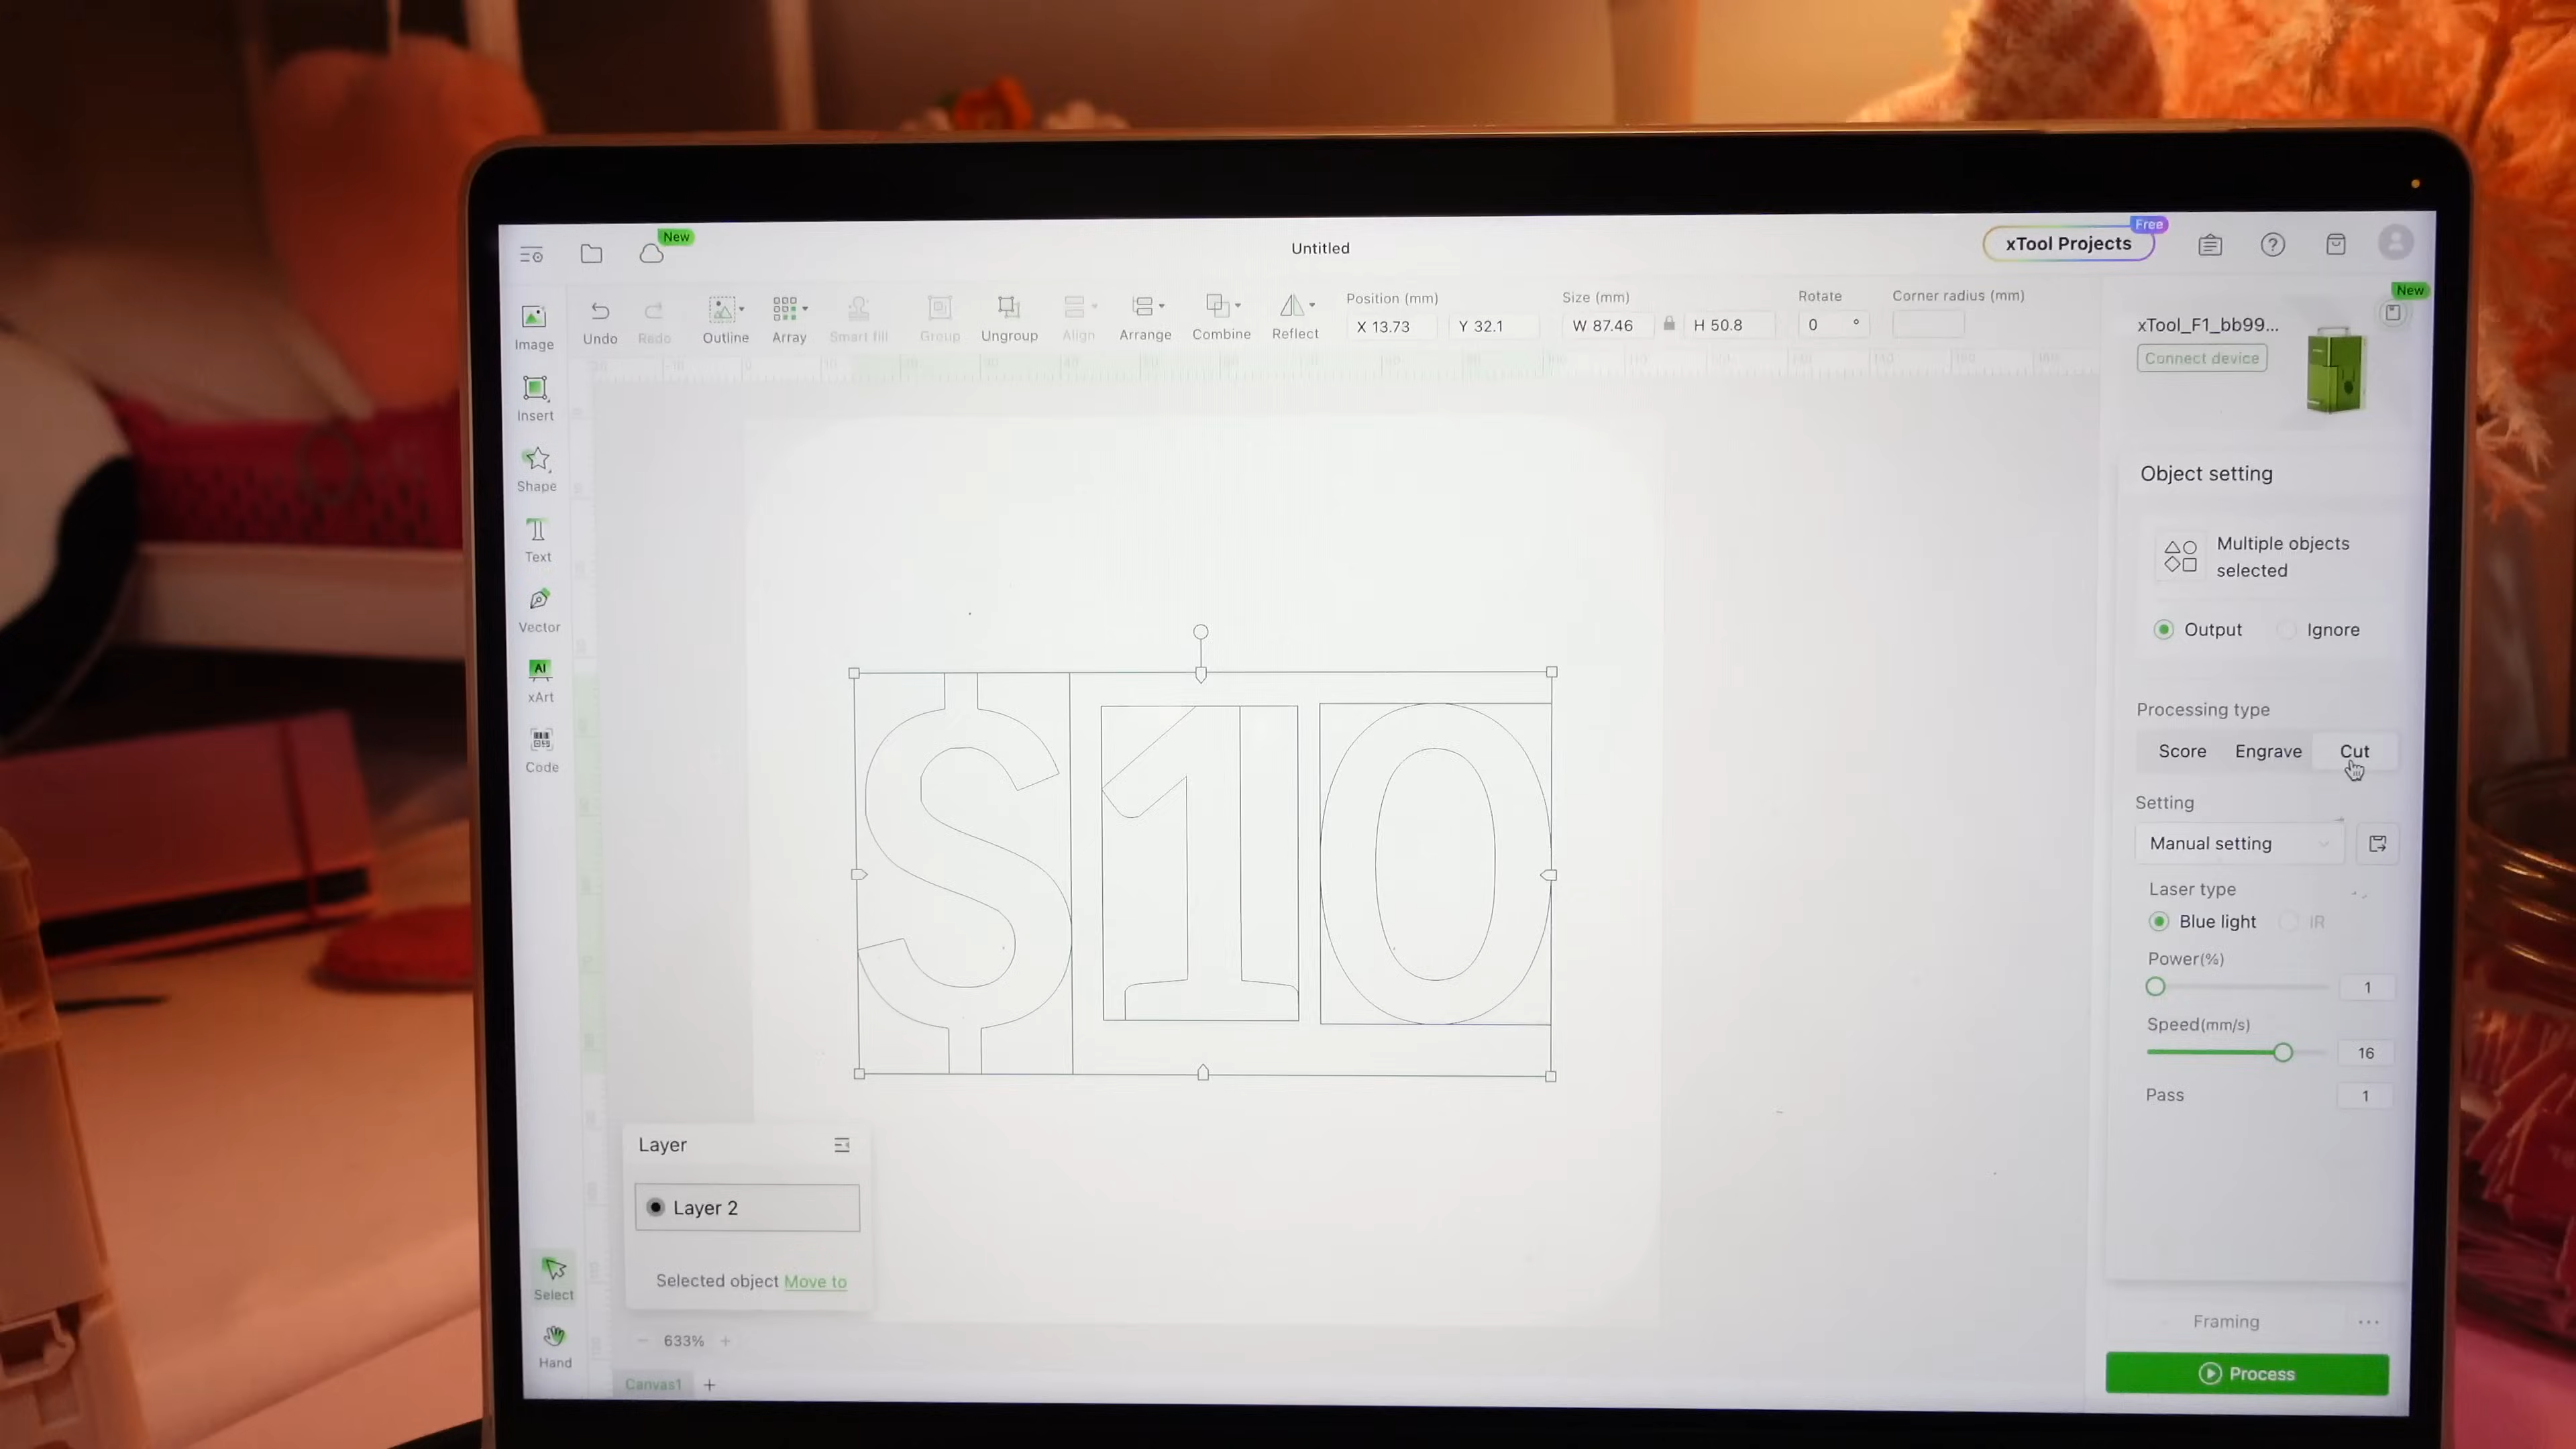 New
Untitled
xTool Projects
Free
Image
Insert
Shape
Text
Vector
AI
xArt
Code
Select
Hand
Undo
Redo
Outline
Array
Smart fill
Group
Ungroup
Align
Arrange
Combine
Reflect
Position (mm)
X 13.73
Y 32.1
Size (mm)
W 87.46
H 50.8
Rotate
0 °
Corner radius (mm)
New
xTool_F1_bb99...
Connect device
$10
Object setting
Multiple objects
selected
Output
Ignore
Processing type
Score
Engrave
Cut
Setting
Manual setting
Laser type
Blue light
IR
Power(%)
1
Speed(mm/s)
16
Pass
1
Layer
Layer 2
Selected object Move to
633%
Canvas1
Framing
Process